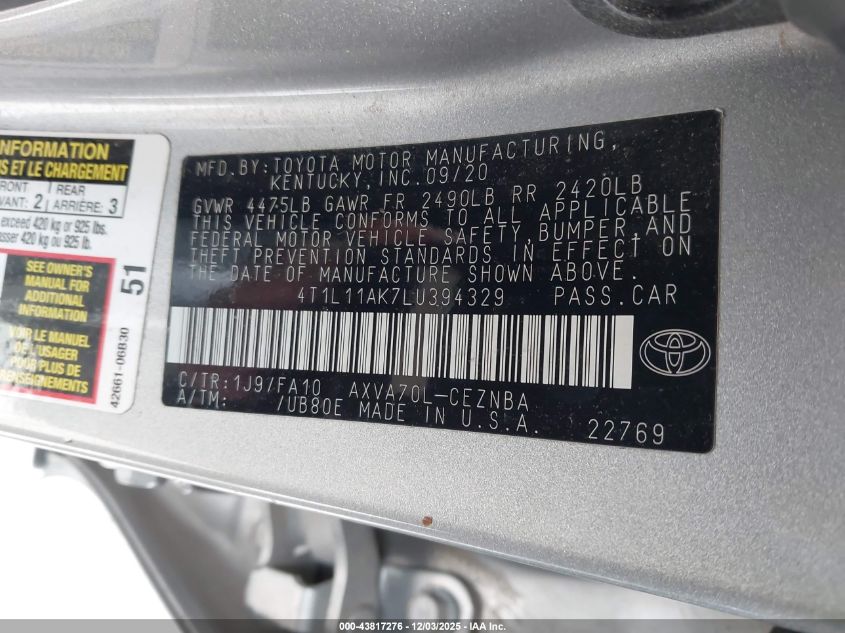 INFORMATION
S ET LE CHARGEMENT
FRONT
AVANT: 2
REAR
ARRIÈRE: 3
exceed 420 kg or 925 lbs.
passer 420 kg ou 925 lb.
SEE OWNER'S
MANUAL FOR
ADDITIONAL
INFORMATION
VOIR LE MANUEL
DE L'USAGER
POUR PLUS DE
RENSEIGNEMENTS
51
42661-06B30
MFD. BY: TOYOTA MOTOR MANUFACTURING,
KENTUCKY, INC. 09/20
GVWR 4475LB GAWR FR 2490LB RR 2420LB
THIS VEHICLE CONFORMS TO ALL APPLICABLE
FEDERAL MOTOR VEHICLE SAFETY, BUMPER, AND
THEFT PREVENTION STANDARDS IN EFFECT ON
THE DATE OF MANUFACTURE SHOWN ABOVE.
4T1L11AK7LU394329 PASS.CAR
C/TR:1J9/FA10 AXVA70L-CEZNBA
A/TM: /UB80E MADE IN U.S.A.
22769
000-43817276 - 12/03/2025 - IAA Inc.